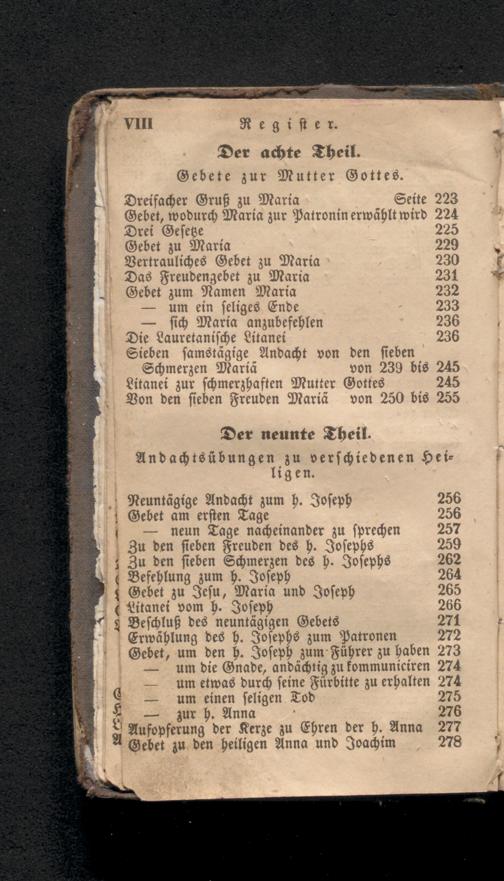 VIII Register.
Der achte Theil.
Gebete zur Mutter Gottes.
Dreifacher Gruß zu Maria Seite 223
Gebet, wodurch Maria zur Patronin erwählt wird 224
Drei Gesetze 225
Gebet zu Maria 229
Vertrauliches Gebet zu Maria 230
Das Freudengebet zu Maria 231
Gebet zum Namen Maria 232
— um ein seliges Ende 233
— sich Maria anzubefehlen 236
Die Lauretanische Litanei 236
Sieben samstägige Andacht von den sieben
Schmerzen Mariä von 239 bis 245
Litanei zur schmerzhaften Mutter Gottes 245
Von den sieben Freuden Mariä von 250 bis 255
Der neunte Theil.
Andachtsübungen zu verschiedenen Hei-
ligen.
Neuntägige Andacht zum h. Joseph 256
Gebet am ersten Tage 256
— neun Tage nacheinander zu sprechen 257
Zu den sieben Freuden des h. Josephs 259
Zu den sieben Schmerzen des h. Josephs 262
Befehlung zum h. Joseph 264
Gebet zu Jesu, Maria und Joseph 265
Litanei vom h. Joseph 266
Beschluß des neuntägigen Gebets 271
Erwählung des h. Josephs zum Patronen 272
Gebet, um den h. Joseph zum Führer zu haben 273
— um die Gnade, andächtig zu kommuniciren 274
— um etwas durch seine Fürbitte zu erhalten 274
— um einen seligen Tod 275
— zur h. Anna 276
Aufopferung der Kerze zu Ehren der h. Anna 277
Gebet zu den heiligen Anna und Joachim 278